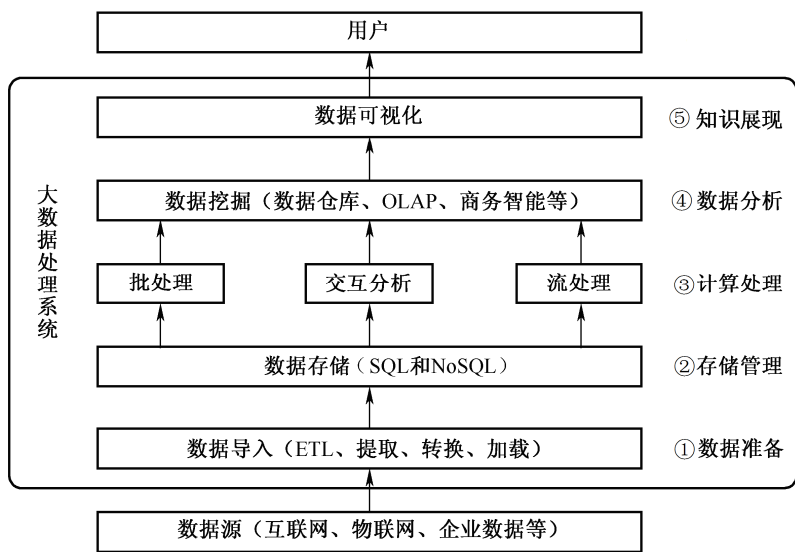 用户
数据可视化
⑤ 知识展现
数据挖掘（数据仓库、OLAP、商务智能等）
④ 数据分析
大数据处理系统
批处理
交互分析
流处理
③ 计算处理
数据存储（SQL和NoSQL）
② 存储管理
数据导入（ETL、提取、转换、加载）
① 数据准备
数据源（互联网、物联网、企业数据等）